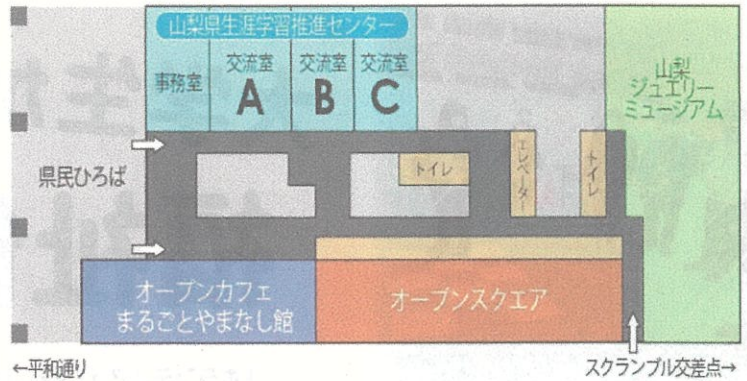 山梨県生涯学習推進センター
事務室
交流室
A
交流室
B
交流室
C
山梨
ジュエリー
ミュージアム
県民ひろば
トイレ
エレベーター
トイレ
オープンカフェ
まるごとやまなし館
オープンスクエア
←平和通り
スクランブル交差点→